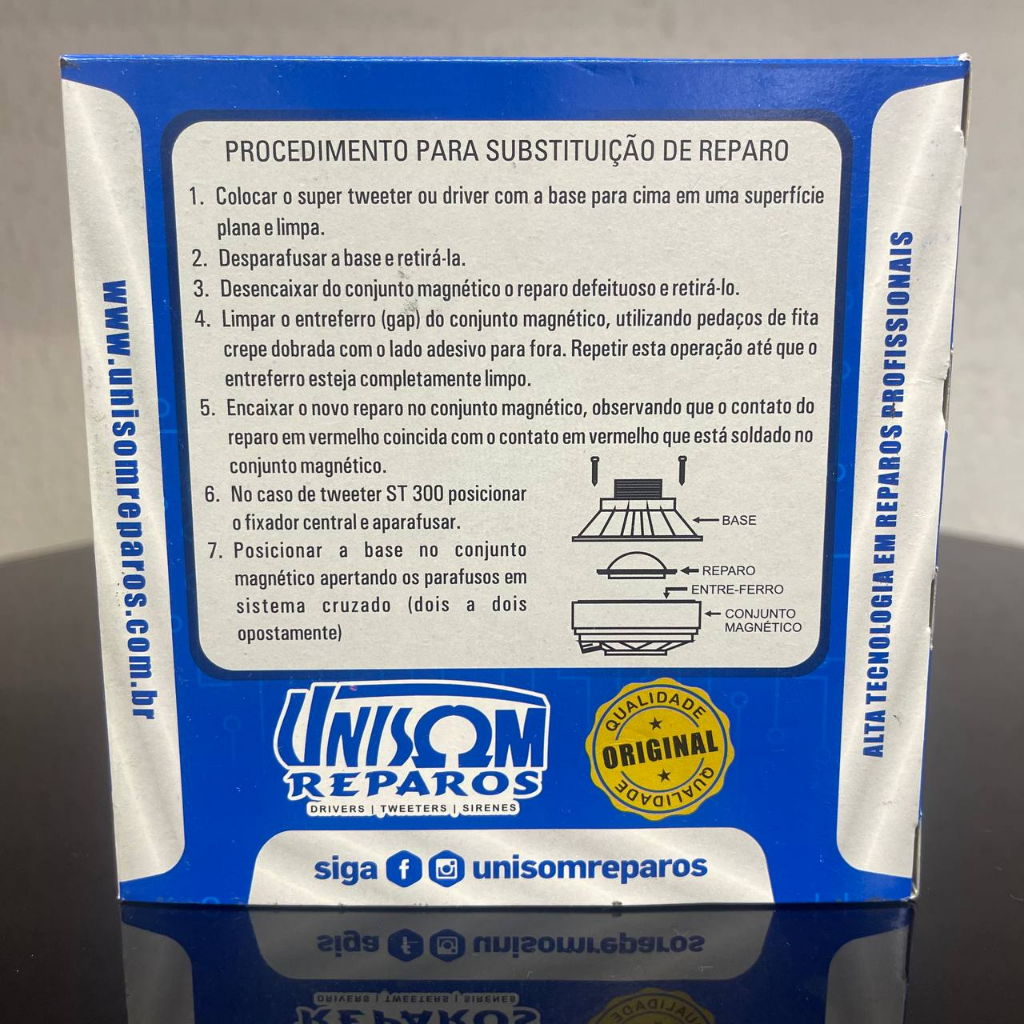 PROCEDIMENTO PARA SUBSTITUIÇÃO DE REPARO
1. Colocar o super tweeter ou driver com a base para cima em uma superfície
plana e limpa.
2. Desparafusar a base e retirá-la.
3. Desencaixar do conjunto magnético o reparo defeituoso e retirá-lo.
4. Limpar o entreferro (gap) do conjunto magnético, utilizando pedaços de fita
crepe dobrada com o lado adesivo para fora. Repetir esta operação até que o
entreferro esteja completamente limpo.
5. Encaixar o novo reparo no conjunto magnético, observando que o contato do
reparo em vermelho coincida com o contato em vermelho que está soldado no
conjunto magnético.
6. No caso de tweeter ST 300 posicionar
o fixador central e aparafusar.
7. Posicionar a base no conjunto
magnético apertando os parafusos em
sistema cruzado (dois a dois
opostamente)
BASE
REPARO
ENTRE-FERRO
CONJUNTO
MAGNÉTICO
www.unisomreparos.com.br
ALTA TECNOLOGIA EM REPAROS PROFISSIONAIS
UNISOM
REPAROS
DRIVERS | TWEETERS | SIRENES
QUALIDADE
ORIGINAL
QUALIDADE
siga f unisomreparos
siga f unisomreparos
DRIVERS | TWEETERS | SIRENES
REPAROS
QUALIDADE